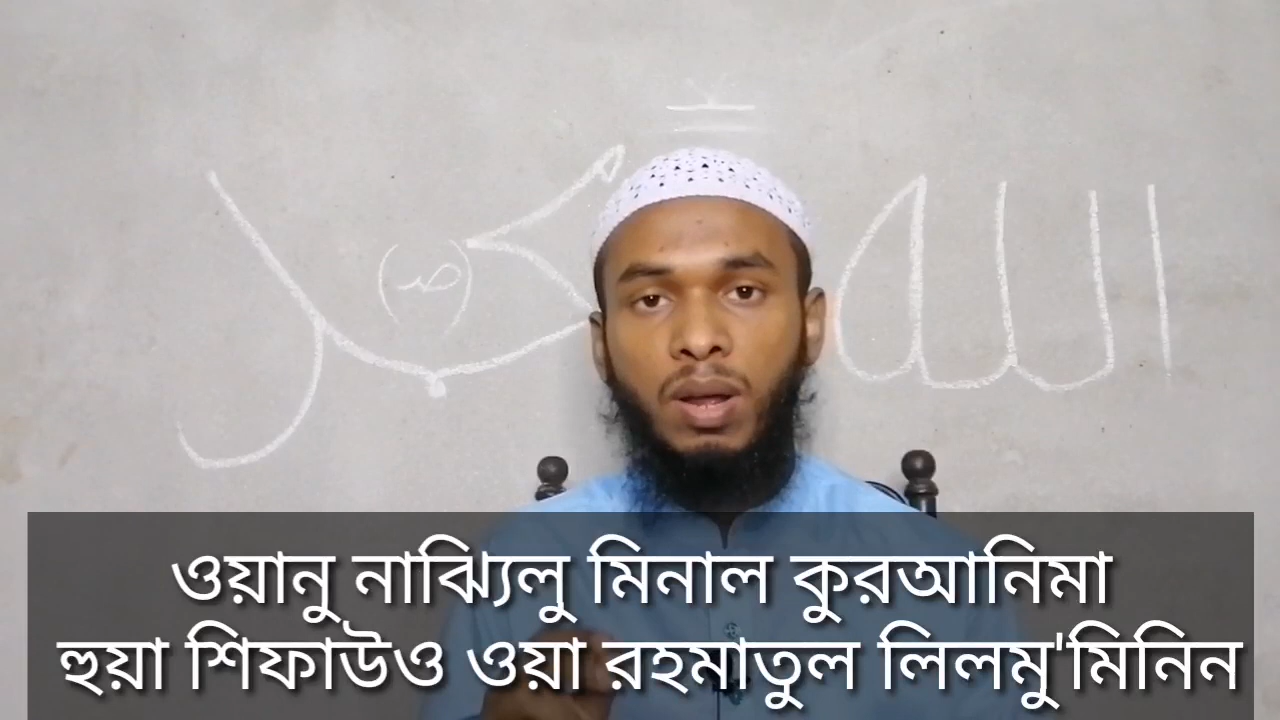 الله
محمد
(ص)
ওয়ানু নাঝ্যিলু মিনাল কুরআনিমা
হুয়া শিফাউও ওয়া রহমাতুল লিলমু'মিনিন